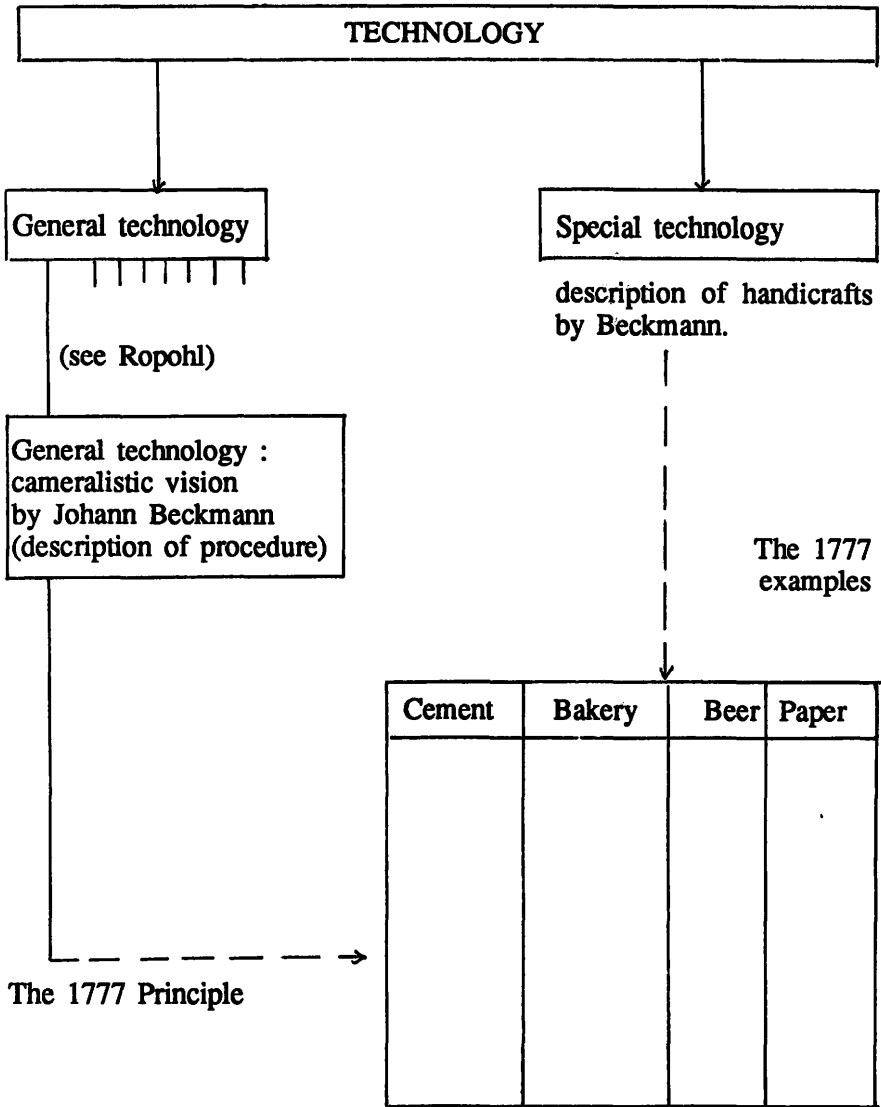 TECHNOLOGY
General technology
Special technology
description of handicrafts
by Beckmann.
(see Ropohl)
General technology :
cameralistic vision
by Johann Beckmann
(description of procedure)
The 1777
examples
Cement Bakery Beer Paper
The 1777 Principle